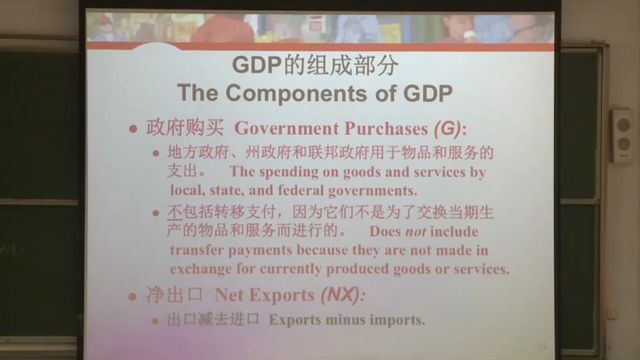 GDP的组成部分
The Components of GDP
政府购买 Government Purchases (G):
地方政府、州政府和联邦政府用于物品和服务的
支出。 The spending on goods and services by
local, state, and federal governments.
不包括转移支付，因为它们不是为了交换当期生
产的物品和服务而进行的。 Does not include
transfer payments because they are not made in
exchange for currently produced goods or services.
净出口 Net Exports (NX):
出口减去进口 Exports minus imports.